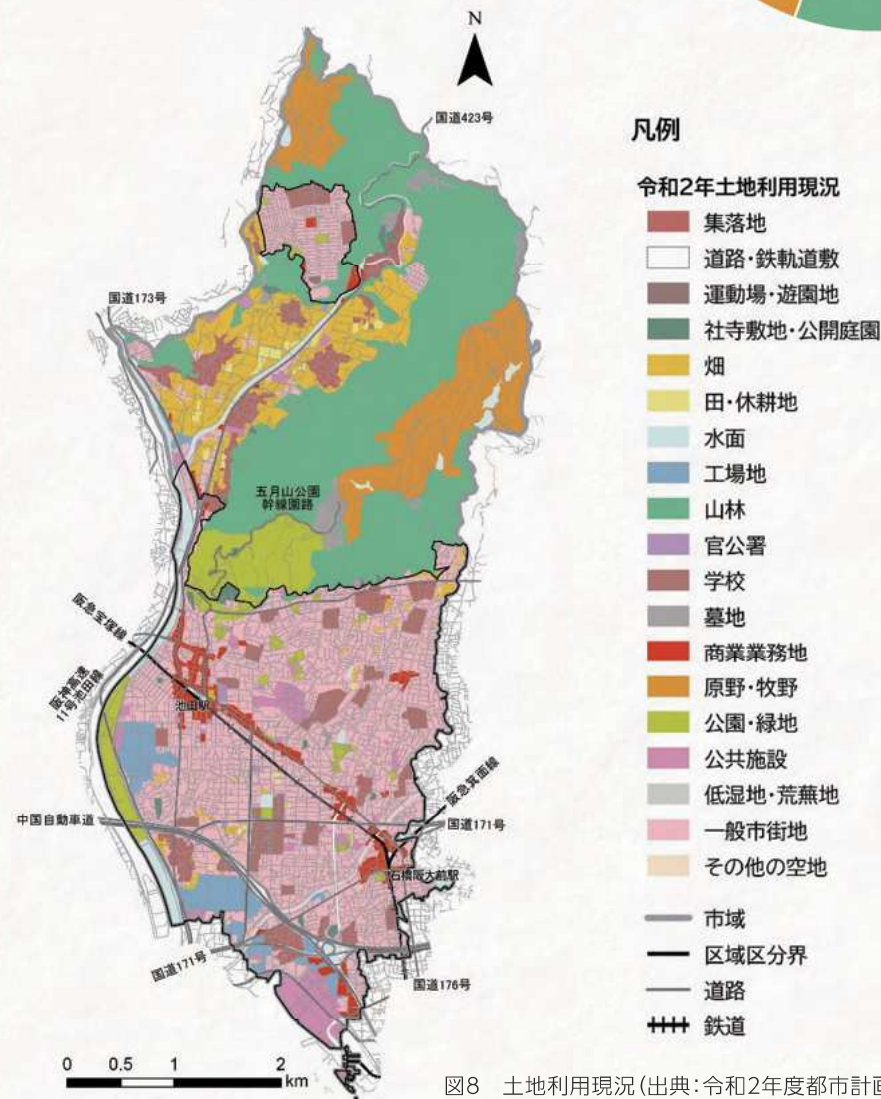 N
国道423号
国道173号
五月山公園
幹線園路
阪急宝塚線
阪神高速
11号池田線
池田駅
中国自動車道
阪急箕面線
国道171号
石橋阪大前駅
国道171号
国道176号
0 0.5 1 2
km
凡例
令和2年土地利用現況
集落地
道路・鉄軌道敷
運動場・遊園地
社寺敷地・公開庭園
畑
田・休耕地
水面
工場地
山林
官公署
学校
墓地
商業業務地
原野・牧野
公園・緑地
公共施設
低湿地・荒蕪地
一般市街地
その他の空地
市域
区域区分界
道路
鉄道
図8 土地利用現況（出典：令和2年度都市計画